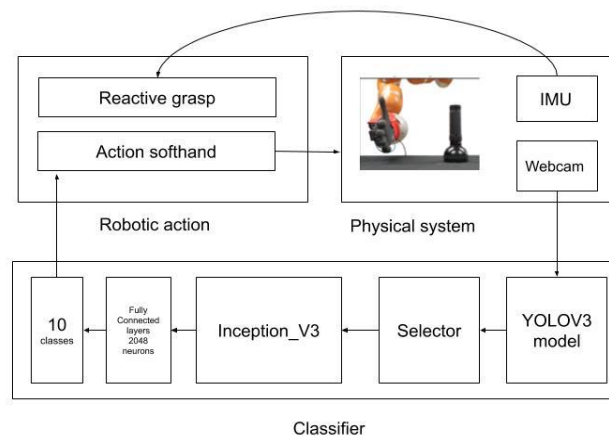 Reactive grasp
Action softhand
IMU
Webcam
Robotic action
Physical system
10
classes
Fully
Connected
layers
2048
neurons
Inception_V3
Selector
YOLOV3
model
Classifier